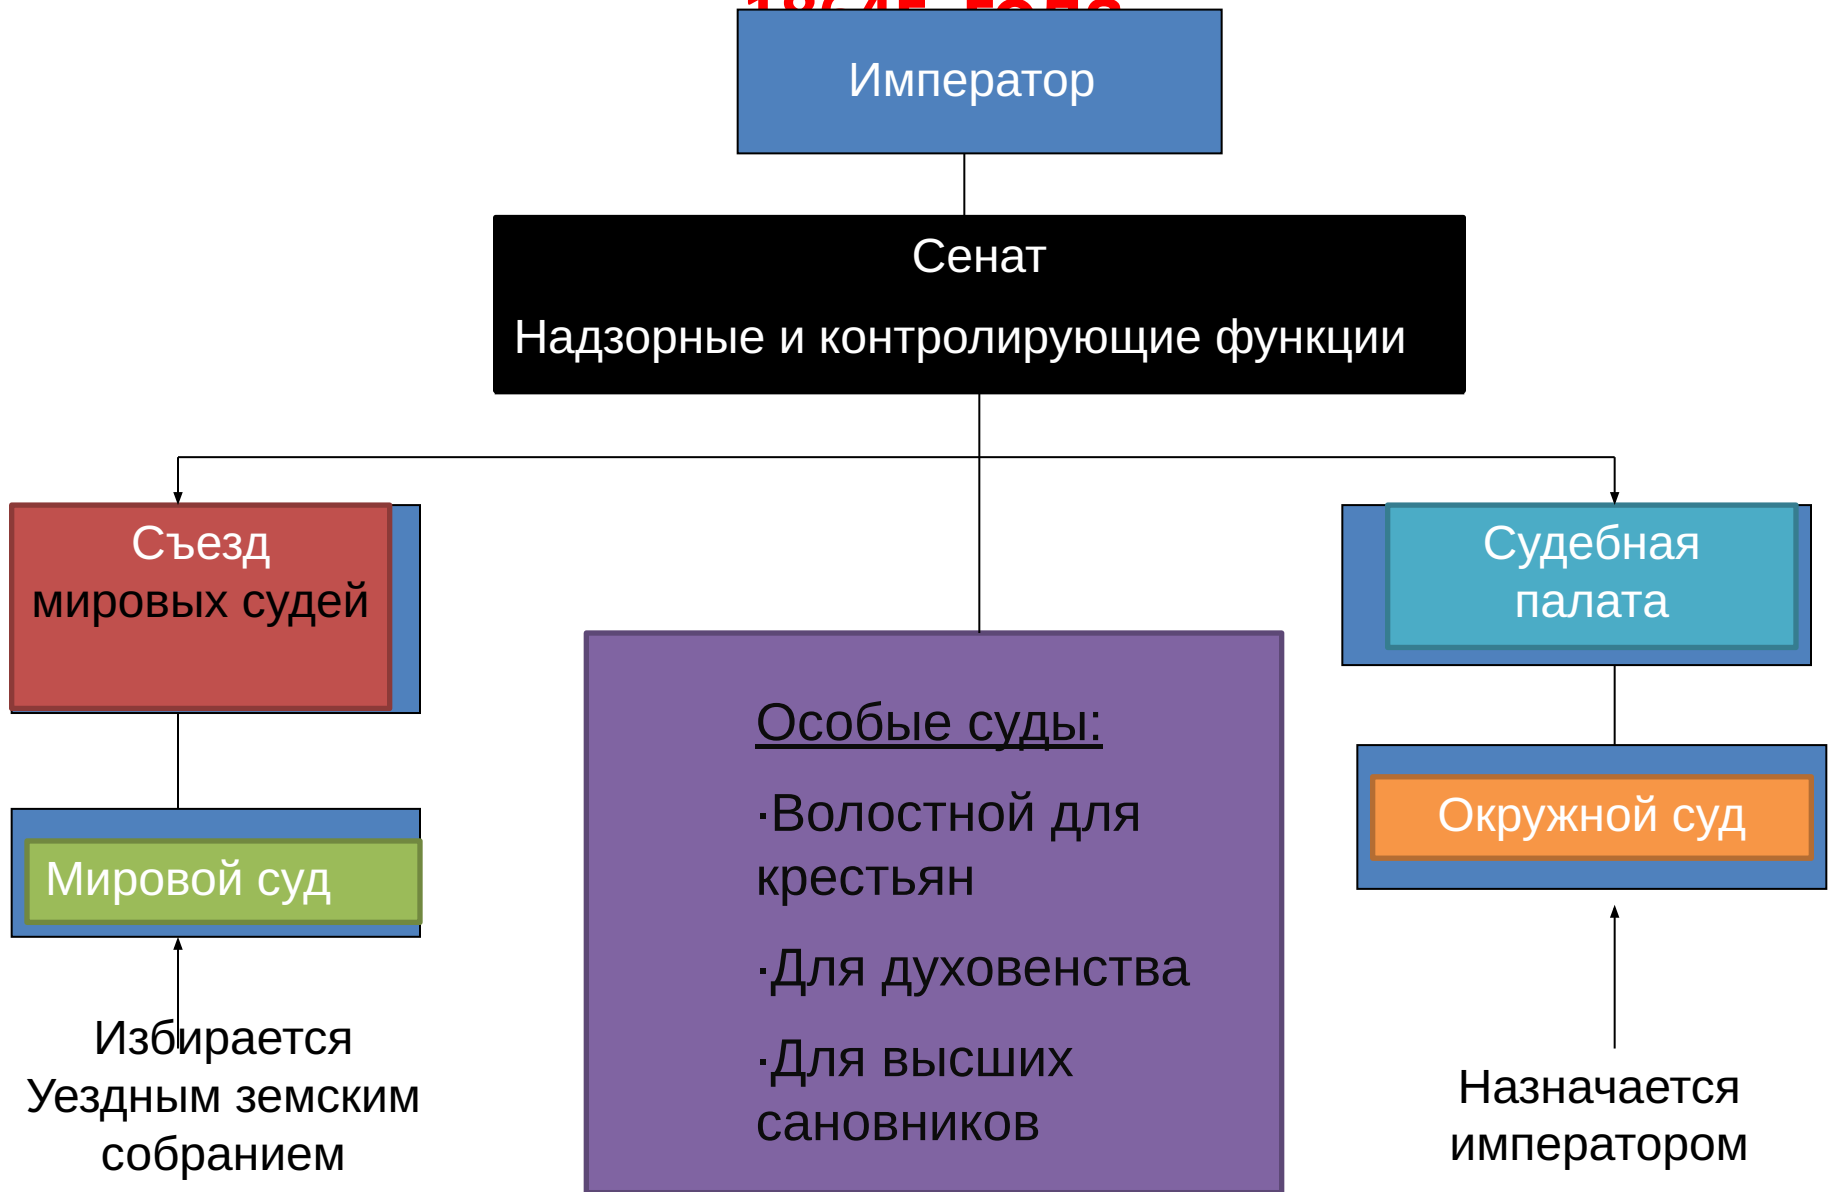 Император
Сенат
Надзорные и контролирующие функции
Съезд
мировых судей
Судебная
палата
Особые суды:
·Волостной для
крестьян
·Для духовенства
·Для высших
сановников
Мировой суд
Окружной суд
Избирается
Уездным земским
собранием
Назначается
императором